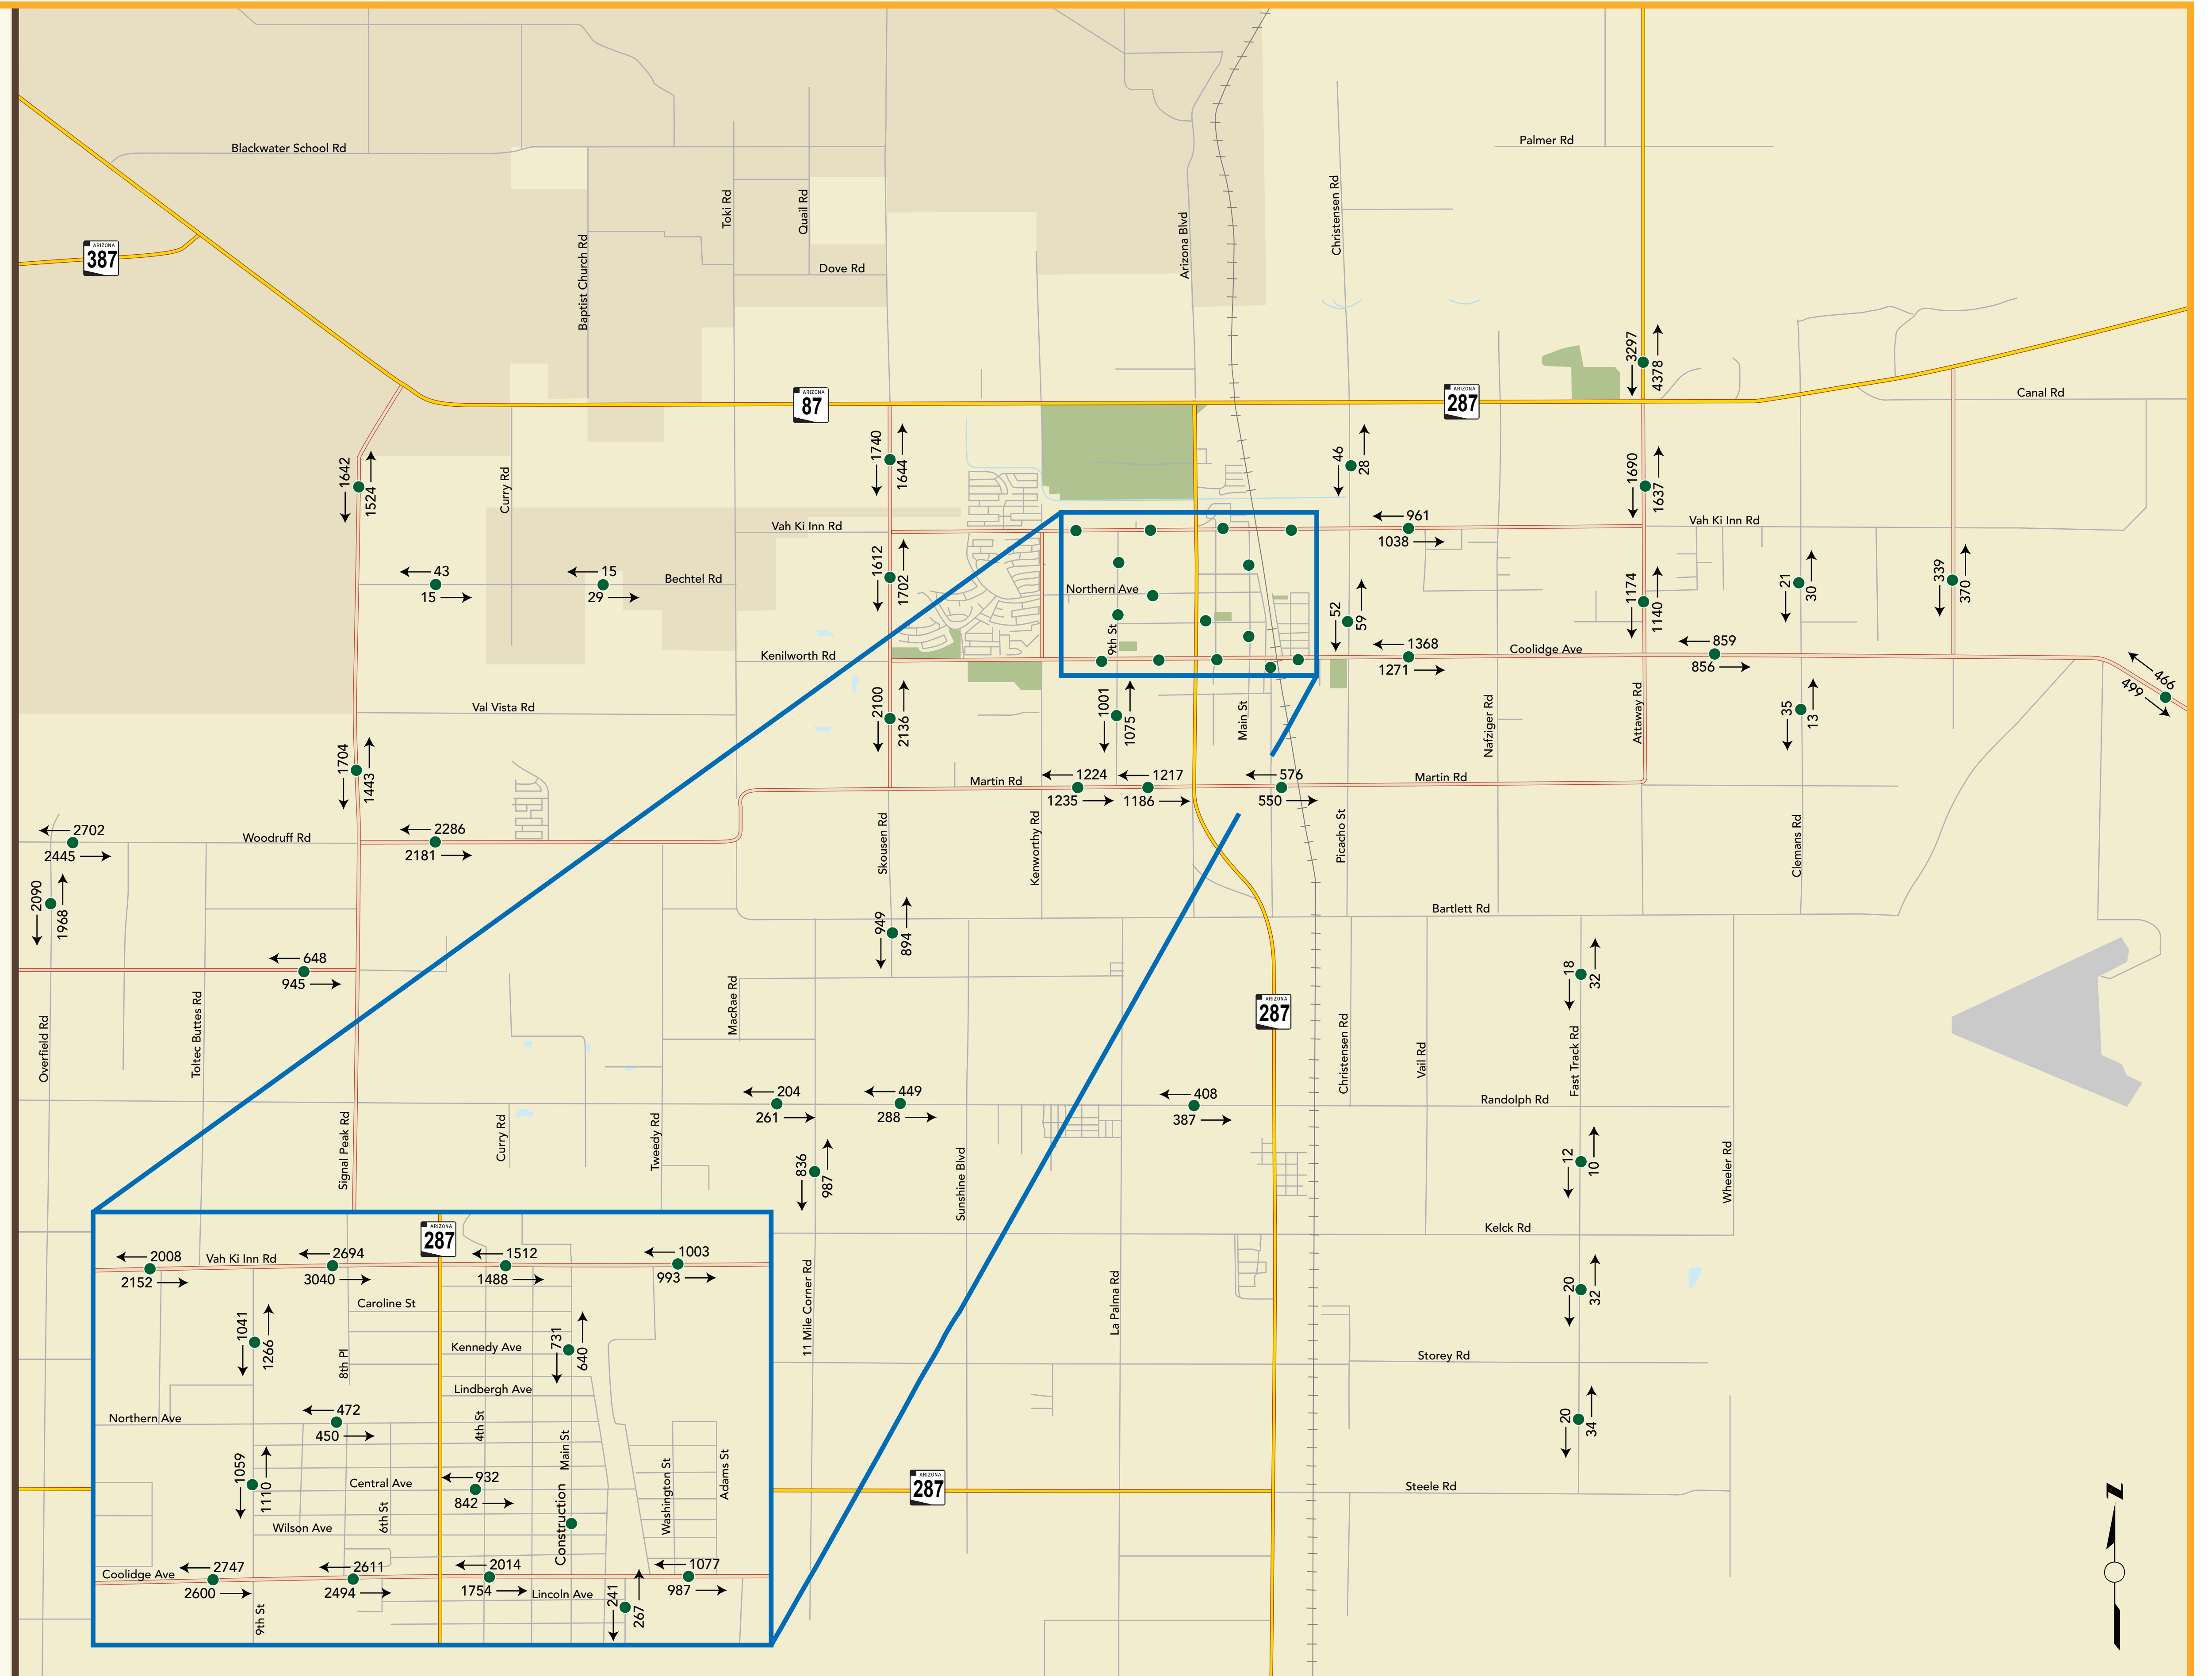 Blackwater School Rd
Palmer Rd
Toki Rd
Quail Rd
Christensen Rd
Arizona Blvd
Baptist Church Rd
ARIZONA
387
Dove Rd
3297
4378
ARIZONA
87
ARIZONA
287
Canal Rd
1642
1524
Curry Rd
1740
1644
46
28
1690
1637
Vah Ki Inn Rd
961
1038
Vah Ki Inn Rd
43
15
15
29
Bechtel Rd
1612
1702
Northern Ave
9th St
52
59
1174
1140
21
30
339
370
Kenilworth Rd
1368
1271
Coolidge Ave
859
856
466
499
Val Vista Rd
2100
2136
1001
1075
Main St
Nafziger Rd
Attaway Rd
35
13
1704
1443
Martin Rd
1224
1235
1217
1186
576
550
Martin Rd
2702
2445
Woodruff Rd
2286
2181
Skousen Rd
Kenworthy Rd
Picacho St
Clemans Rd
2090
1968
949
894
Bartlett Rd
648
945
18
32
Overfield Rd
Toltec Buttes Rd
MacRae Rd
ARIZONA
287
Christensen Rd
Vail Rd
Fast Track Rd
204
261
449
288
408
387
Randolph Rd
Signal Peak Rd
Curry Rd
Tweedy Rd
836
987
Sunshine Blvd
12
10
Wheeler Rd
Kelck Rd
ARIZONA
287
2008
2152
Vah Ki Inn Rd
2694
3040
1512
1488
1003
993
11 Mile Corner Rd
La Palma Rd
20
32
Caroline St
1041
1266
8th Pl
Kennedy Ave
731
640
Storey Rd
Lindbergh Ave
Northern Ave
472
450
4th St
Main St
20
34
1059
1110
Central Ave
932
842
6th St
Wilson Ave
Construction
Washington St
Adams St
ARIZONA
287
Steele Rd
Coolidge Ave
2747
2600
2611
2494
2014
1754
Lincoln Ave
1077
987
9th St
241
267
N